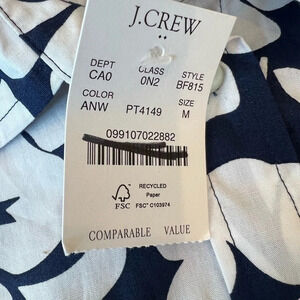 J.CREW
DEPT CLASS STYLE
CA0 0N2 BF815
COLOR SIZE
ANW PT4149 M
099107022882
FSC
RECYCLED
Paper
FSC® C103974
COMPARABLE VALUE